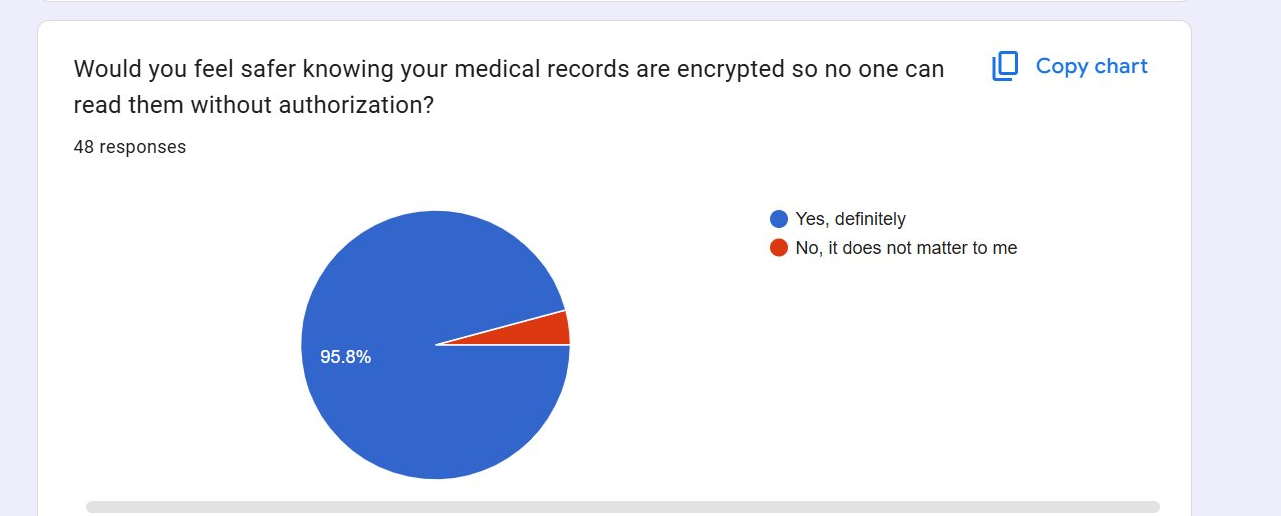 Would you feel safer knowing your medical records are encrypted so no one can
read them without authorization?
Copy chart
48 responses
Yes, definitely
No, it does not matter to me
95.8%